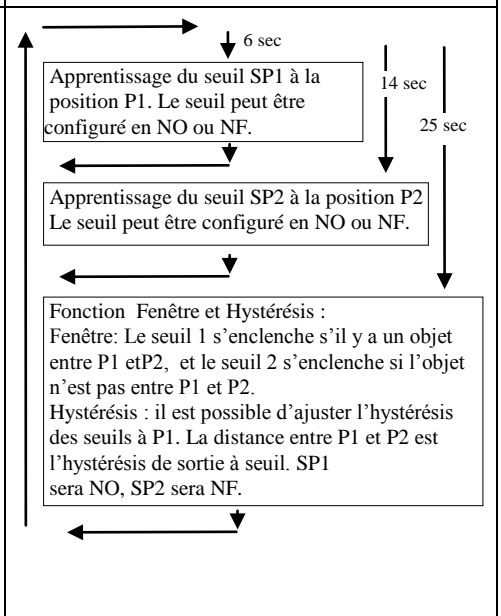 6 sec
Apprentissage du seuil SP1 à la
position P1. Le seuil peut être
configuré en NO ou NF.
14 sec
25 sec
Apprentissage du seuil SP2 à la position P2
Le seuil peut être configuré en NO ou NF.
Fonction Fenêtre et Hystérésis :
Fenêtre: Le seuil 1 s’enclenche s’il y a un objet
entre P1 etP2, et le seuil 2 s’enclenche si l’objet
n’est pas entre P1 et P2.
Hystérésis : il est possible d’ajuster l’hystérésis
des seuils à P1. La distance entre P1 et P2 est
l’hystérésis de sortie à seuil. SP1
sera NO, SP2 sera NF.